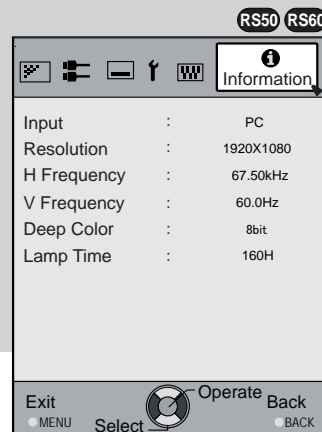 RS50 RS60
Information
Input : PC
Resolution : 1920X1080
H Frequency : 67.50kHz
V Frequency : 60.0Hz
Deep Color : 8bit
Lamp Time : 160H
Exit Operate Back
MENU Select BACK